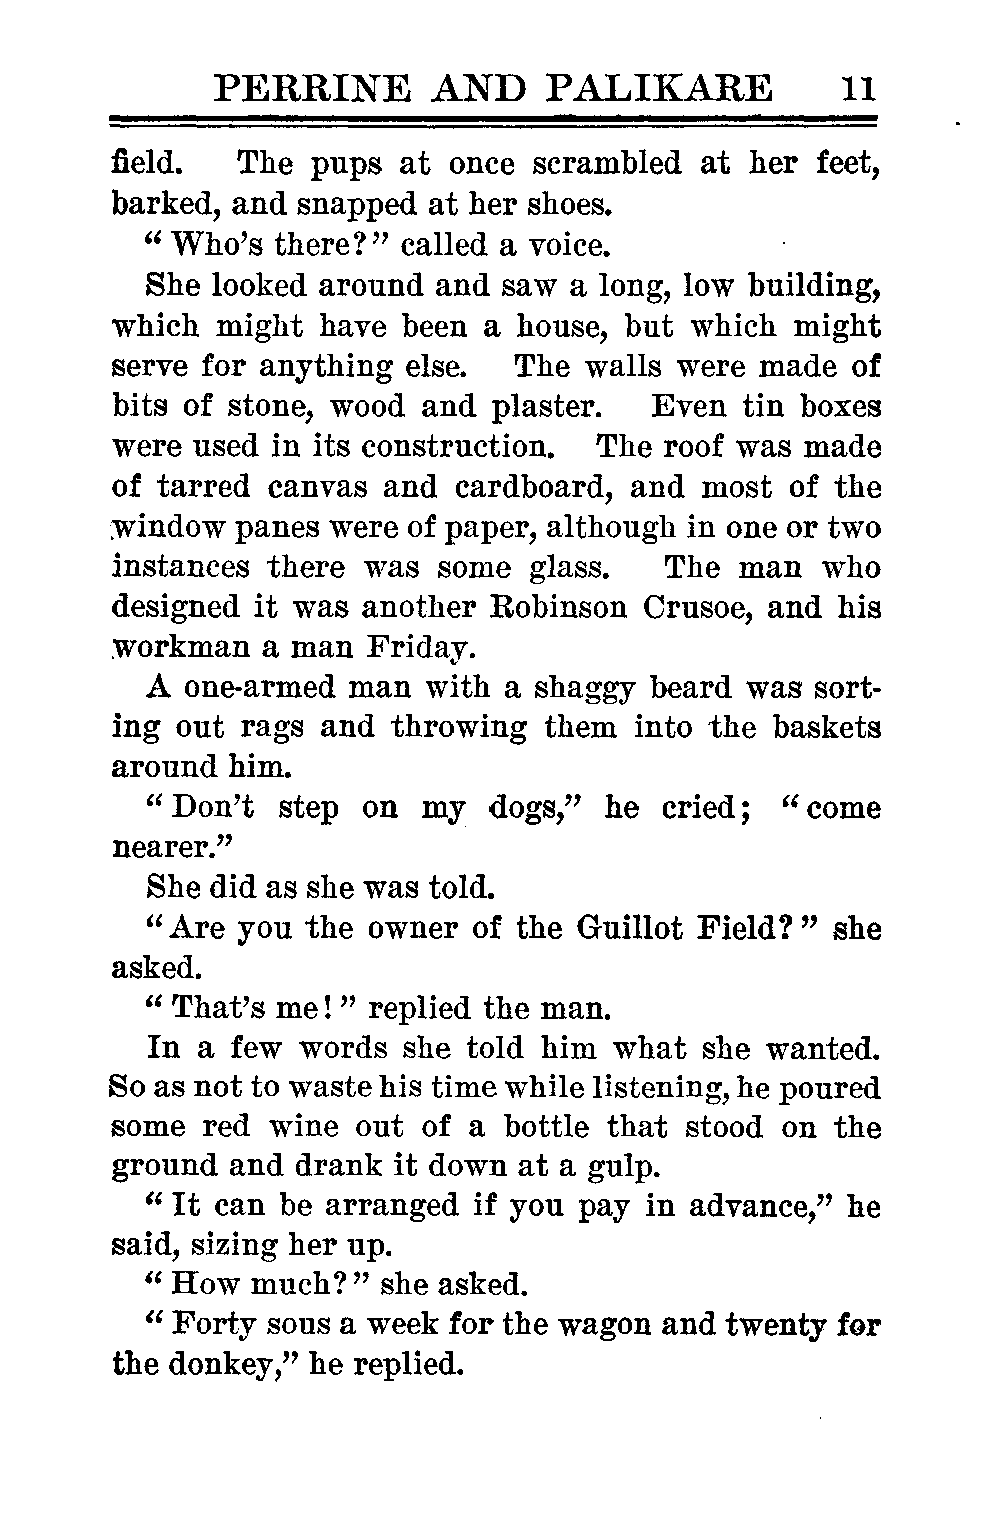 PERRINE AND PALIKARE 11
field. The pups at once scrambled at her feet,
barked, and snapped at her shoes.
"Who's there?" called a voice.
She looked around and saw a long, low building,
which might have been a house, but which might
serve for anything else. The walls were made of
bits of stone, wood and plaster. Even tin boxes
were used in its construction. The roof was made
of tarred canvas and cardboard, and most of the
window panes were of paper, although in one or two
instances there was some glass. The man who
designed it was another Robinson Crusoe, and his
workman a man Friday.
A one-armed man with a shaggy beard was sort-
ing out rags and throwing them into the baskets
around him.
"Don't step on my dogs," he cried; "come
nearer."
She did as she was told.
"Are you the owner of the Guillot Field?" she
asked.
"That's me!" replied the man.
In a few words she told him what she wanted.
So as not to waste his time while listening, he poured
some red wine out of a bottle that stood on the
ground and drank it down at a gulp.
"It can be arranged if you pay in advance," he
said, sizing her up.
"How much?" she asked.
"Forty sous a week for the wagon and twenty for
the donkey," he replied.